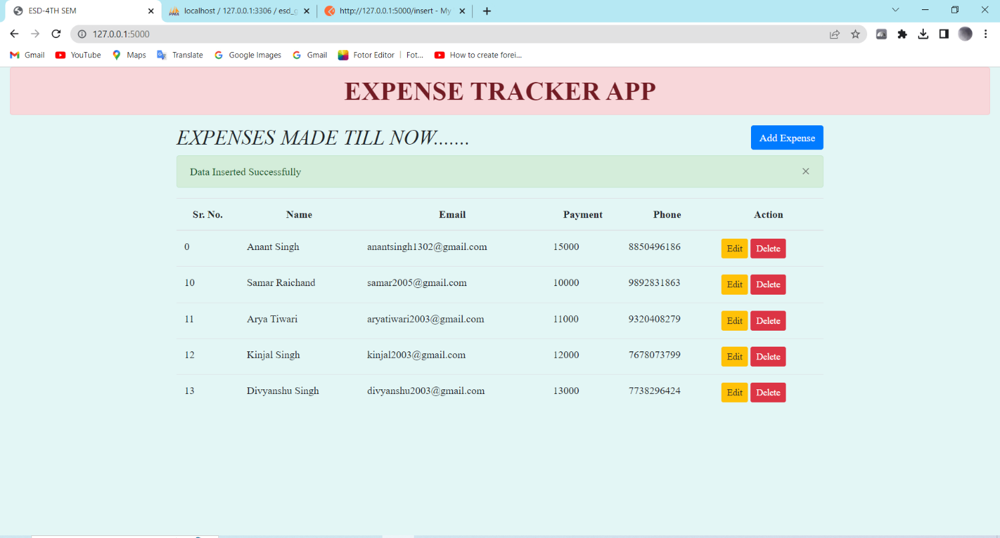 ESD-4TH SEM
localhost / 127.0.0.1:3306 / esd_g
http://127.0.0.1:5000/insert - My
127.0.0.1:5000
Gmail YouTube Maps Translate Google Images Gmail Fotor Editor | Fot... How to create forei...
EXPENSE TRACKER APP
EXPENSES MADE TILL NOW.......
Add Expense
Data Inserted Successfully
Sr. No. Name Email Payment Phone Action
0 Anant Singh anantsingh1302@gmail.com 15000 8850496186 Edit Delete
10 Samar Raichand samar2005@gmail.com 10000 9892831863 Edit Delete
11 Arya Tiwari aryatiwari2003@gmail.com 11000 9320408279 Edit Delete
12 Kinjal Singh kinjal2003@gmail.com 12000 7678073799 Edit Delete
13 Divyanshu Singh divyanshu2003@gmail.com 13000 7738296424 Edit Delete